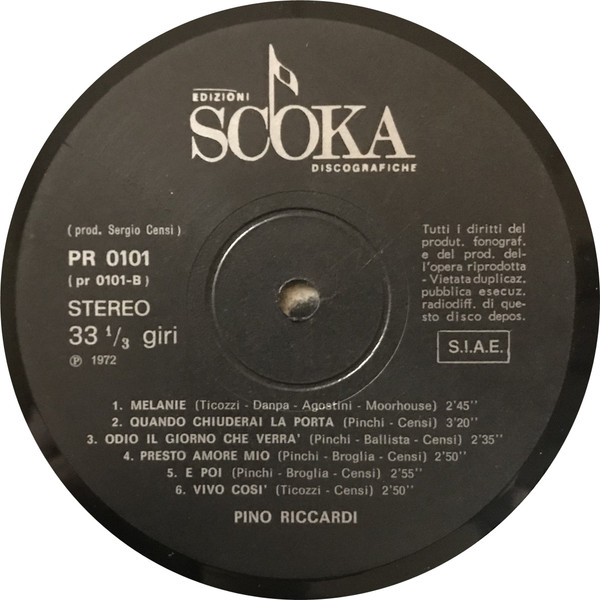 EDIZIONI
SCOKA
DISCOGRAFICHE
(prod. Sergio Censi)
PR 0101
(pr 0101-B)
STEREO
33 1/3 giri
℗ 1972
Tutti i diritti del
produt. fonograf.
e del prod. del-
l'opera riprodotta
- Vietata duplicaz.
pubblica esecuz.
radiodiff. di que-
sto disco depos.
S.I.A.E.
1. MELANIE (Ticozzi - Danpa - Agostini - Moorhouse) 2'45''
2. QUANDO CHIUDERAI LA PORTA (Pinchi - Censi) 3'20''
3. ODIO IL GIORNO CHE VERRA' (Pinchi - Ballista - Censi) 2'35''
4. PRESTO AMORE MIO (Pinchi - Broglia - Censi) 2'50''
5. E POI (Pinchi - Broglia - Censi) 2'55''
6. VIVO COSI' (Ticozzi - Censi) 2'50''
PINO RICCARDI